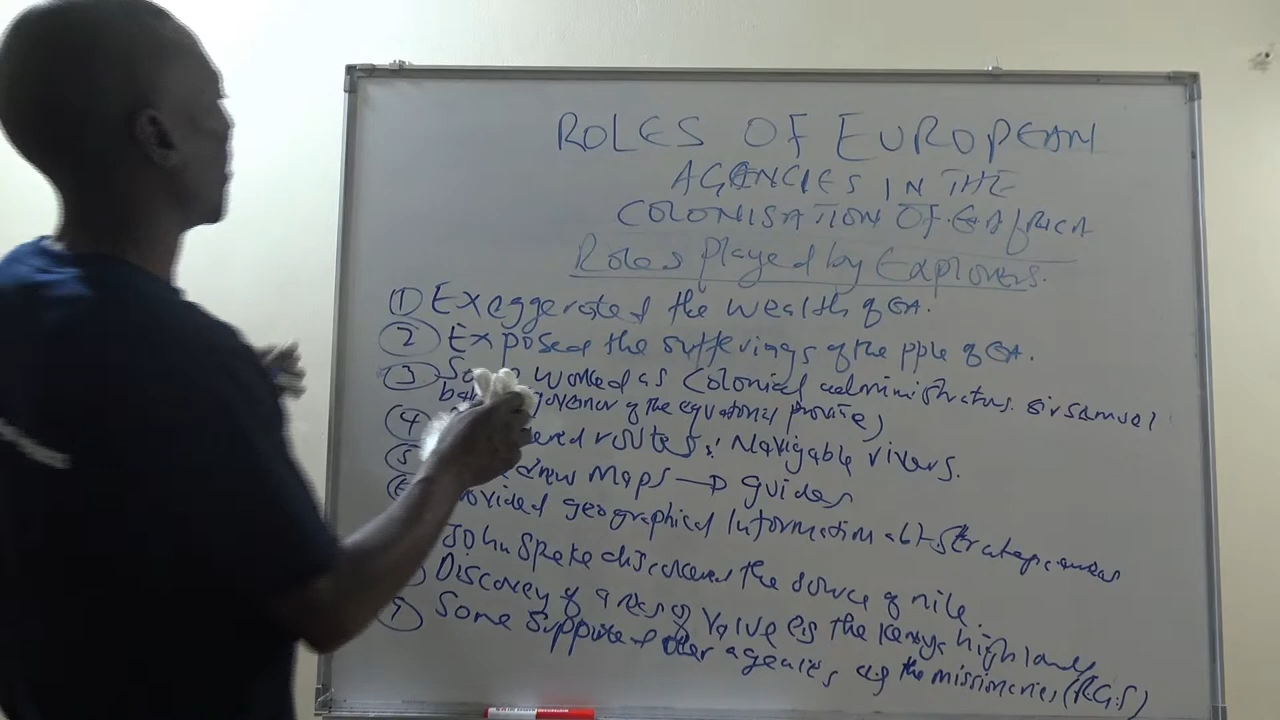 ROLES OF EUROPEAN
AGENCIES IN THE
COLONISATION OF E. AfRICA
Roles played by Explorers.
① Exaggerated the wealth of EA.
② Exposed the sufferings of the pple of EA.
③ worked as Colonial administrators. sir samuel
governor of the equatorial province)
④ routes: Navigable rivers.
⑤ drew maps → guides
⑥ provided geographical Information abt strategic areas
John Speke discovered the source of nile.
Discovery of areas of value eg the kenya highlands
⑨ Some supported other agencies eg the missionaries (R.G.S)